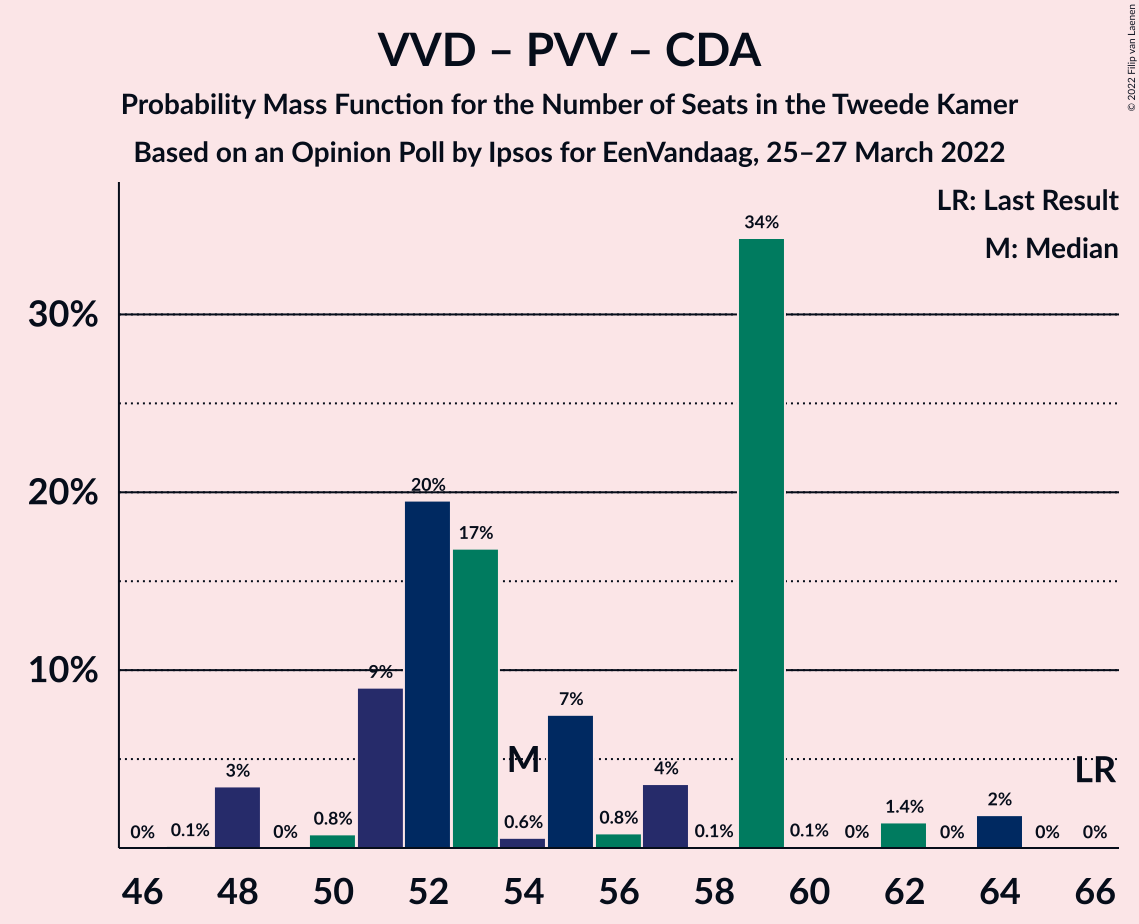 VVD – PVV – CDA
Probability Mass Function for the Number of Seats in the Tweede Kamer
Based on an Opinion Poll by Ipsos for EenVandaag, 25–27 March 2022
© 2022 Filip van Laenen
LR: Last Result
M: Median
30%
20%
10%
0%
0.1%
3%
0%
0.8%
9%
20%
17%
0.6%
7%
0.8%
4%
0.1%
34%
0.1%
0%
1.4%
0%
2%
0%
0%
M
LR
46 48 50 52 54 56 58 60 62 64 66